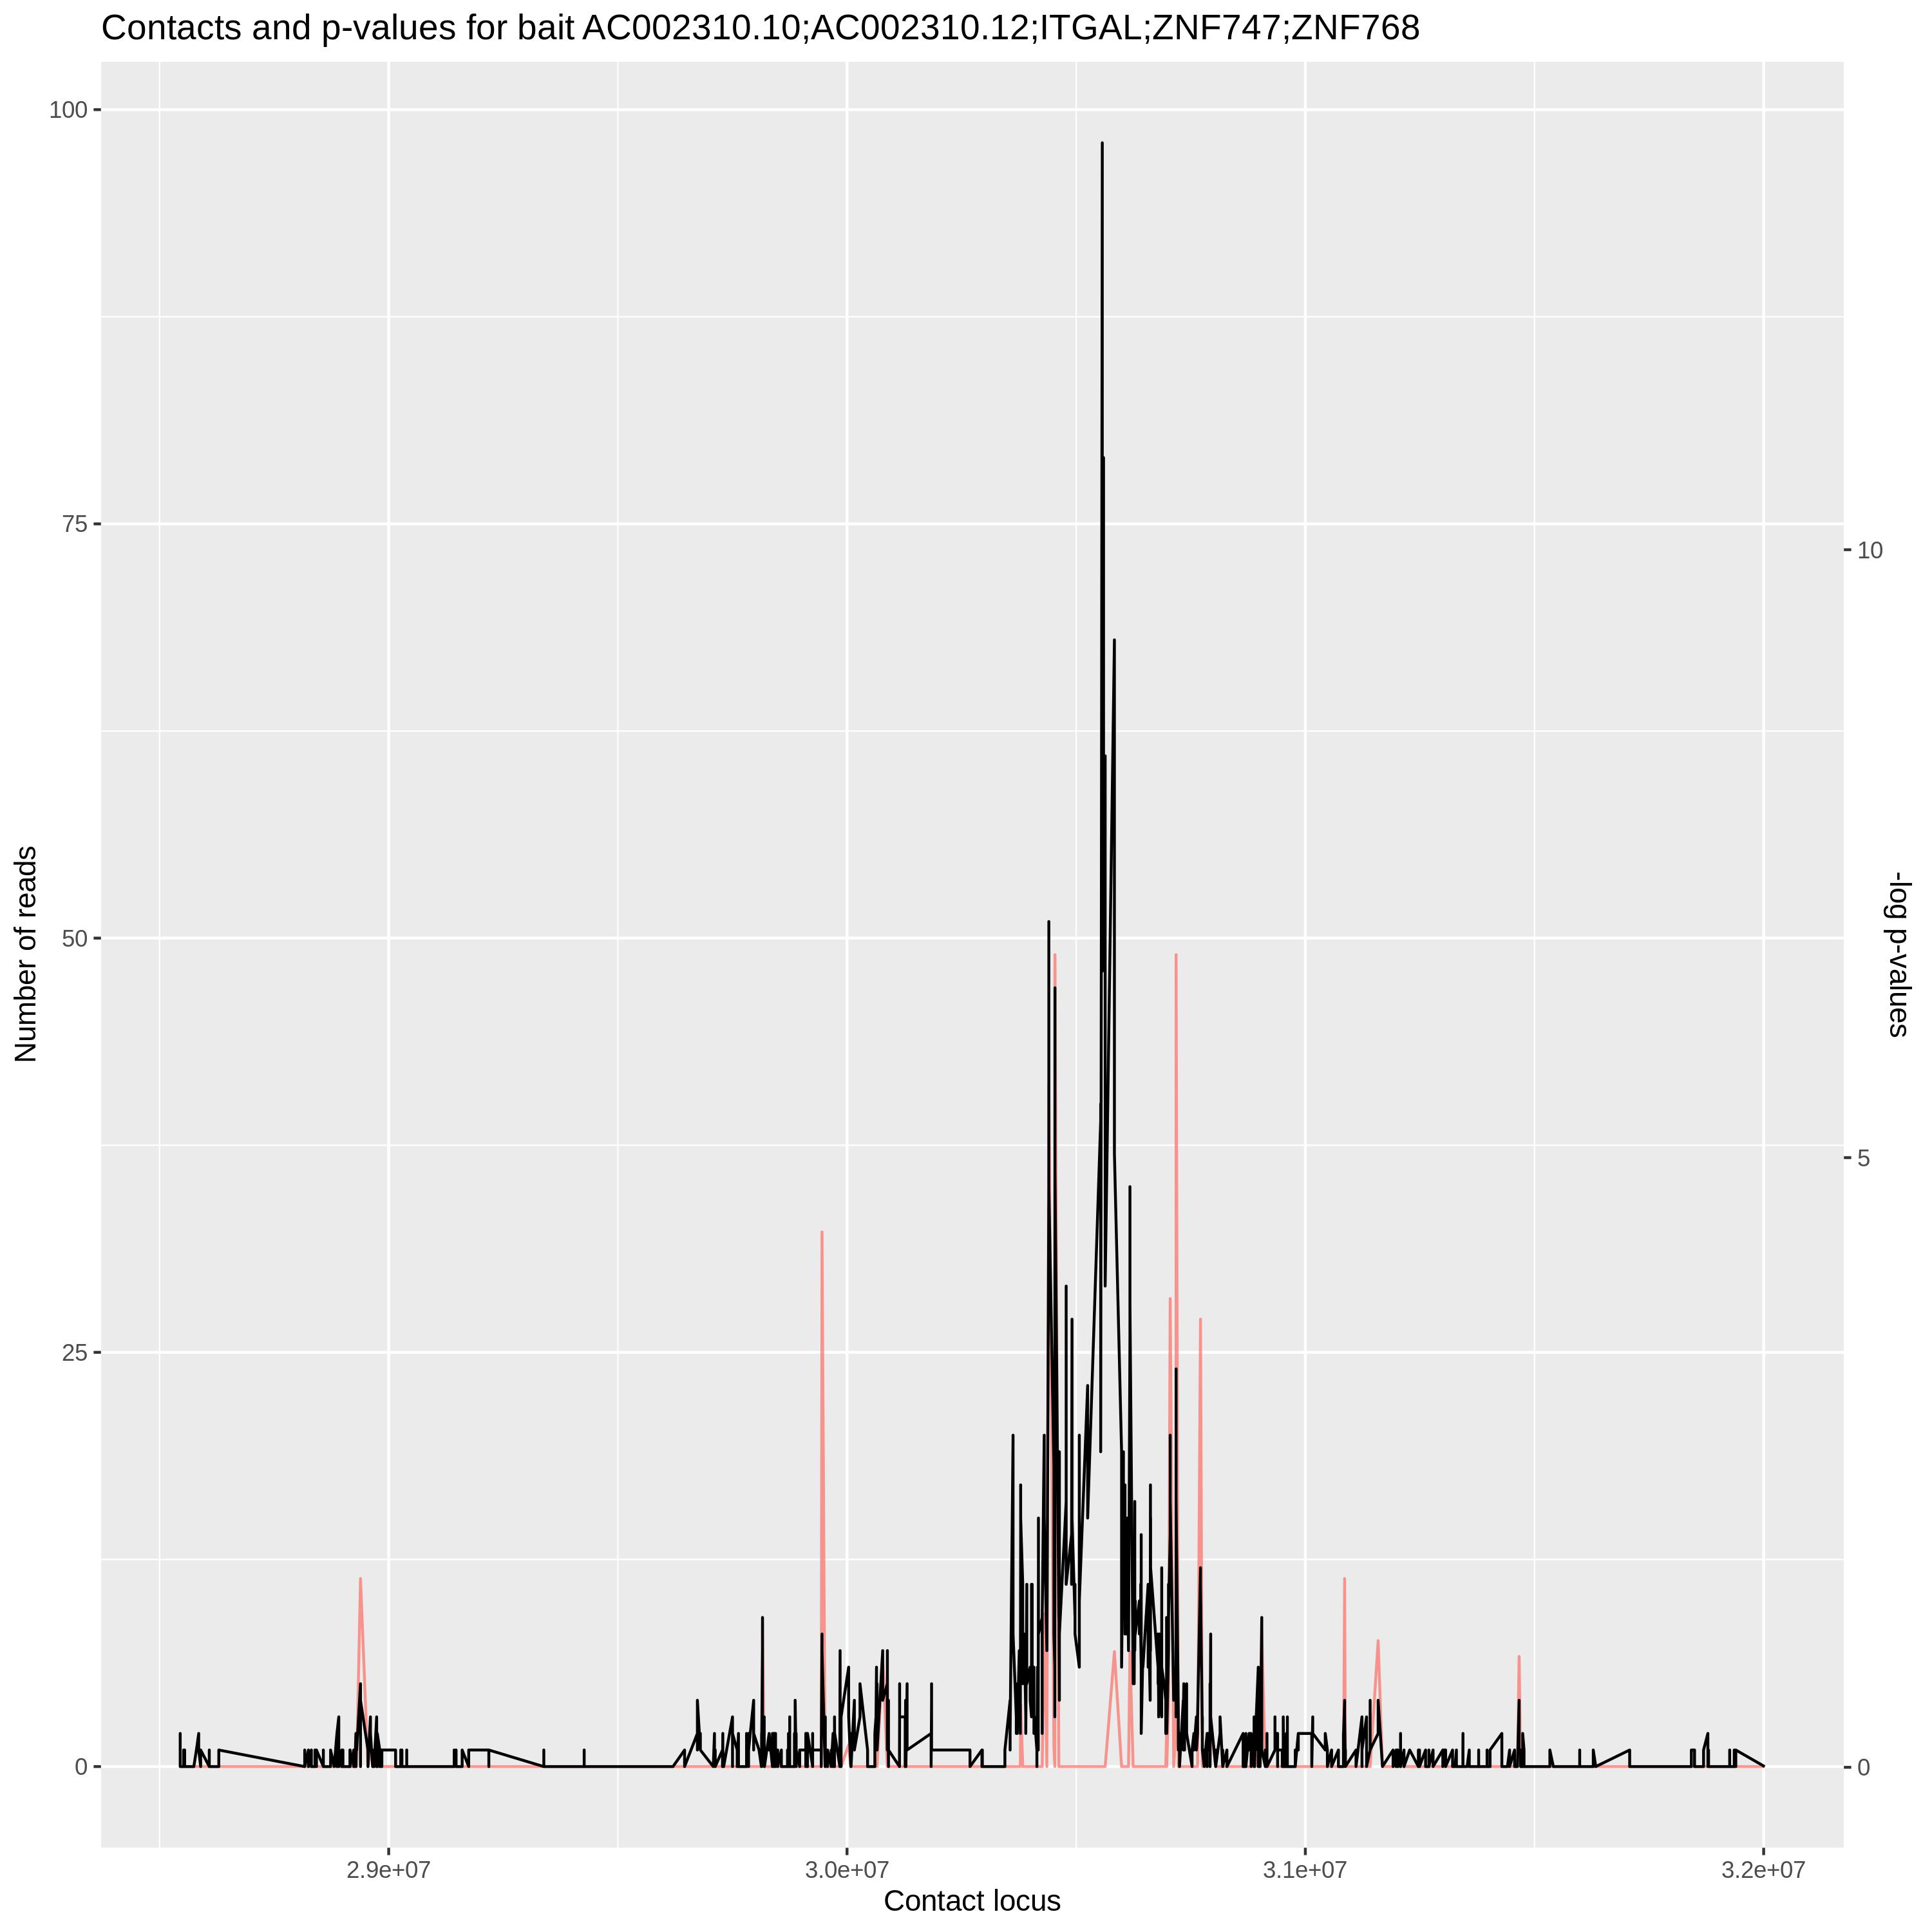 Contacts and p-values for bait AC002310.10;AC002310.12;ITGAL;ZNF747;ZNF768
100
75
50
25
0
Number of reads
10
5
0
-log p-values
2.9e+07
3.0e+07
3.1e+07
3.2e+07
Contact locus